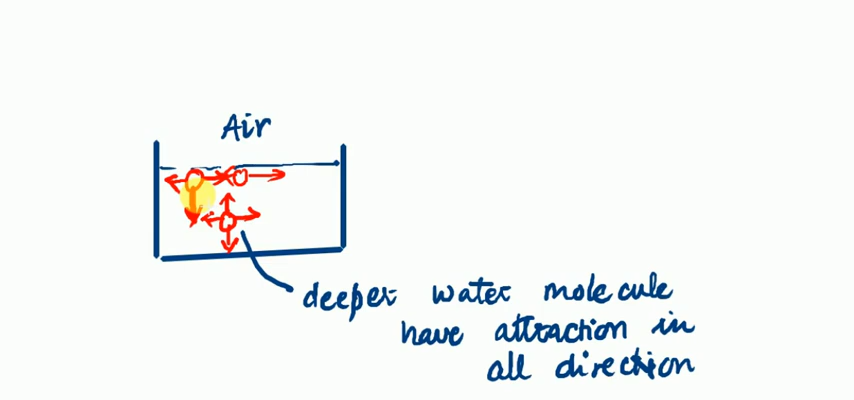 Air
deeper water molecule
have attraction in
all direction